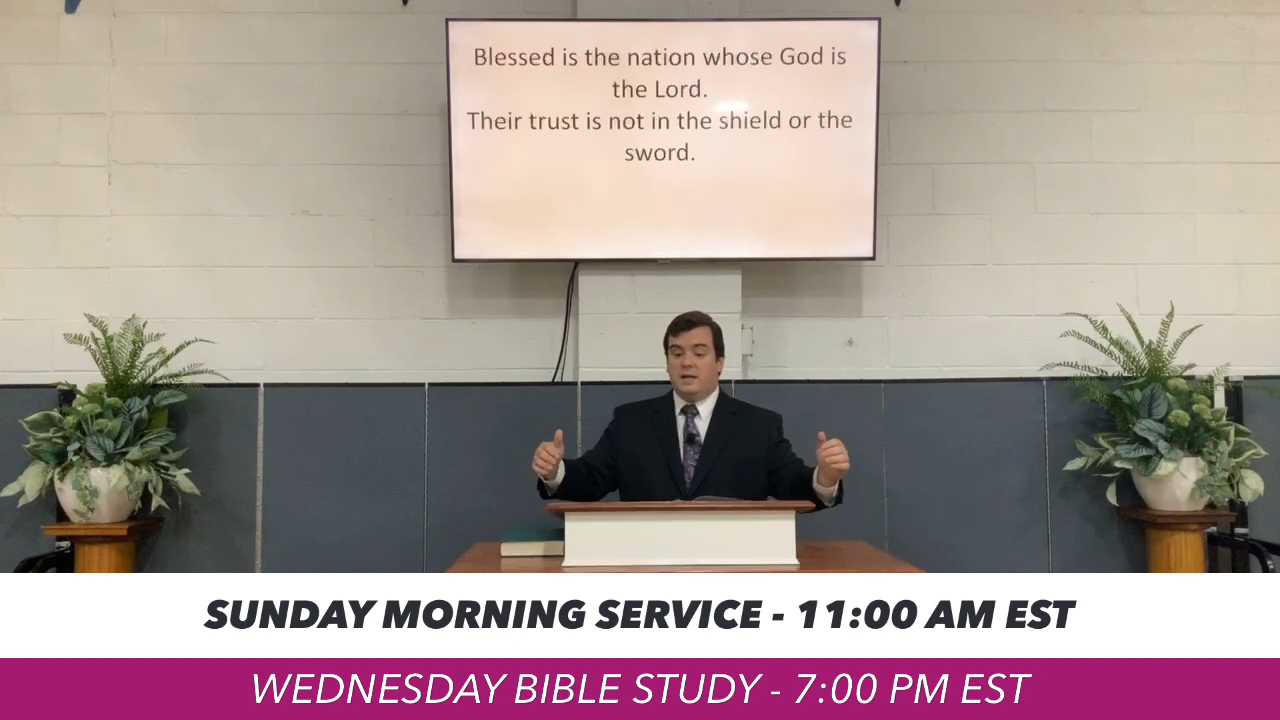 Blessed is the nation whose God is
the Lord.
Their trust is not in the shield or the
sword.
SUNDAY MORNING SERVICE - 11:00 AM EST
WEDNESDAY BIBLE STUDY - 7:00 PM EST